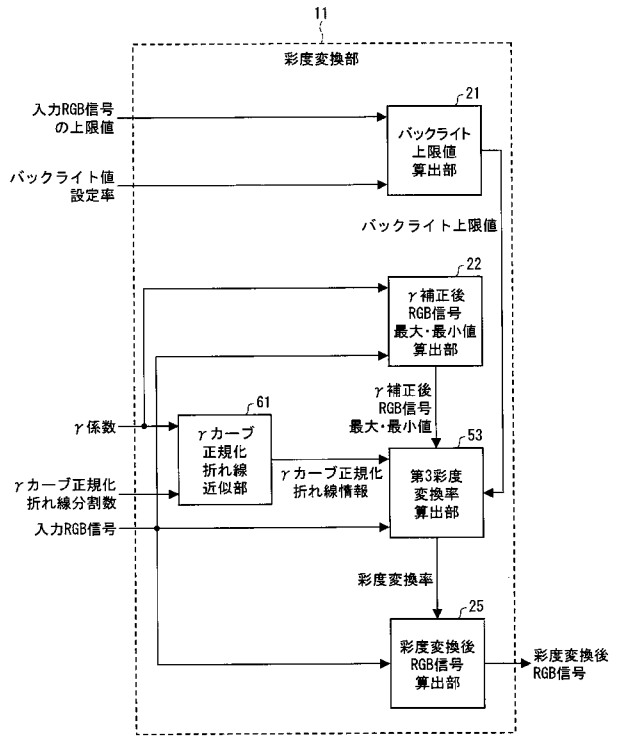 11
彩度変換部
入力RGB信号
の上限値
21
バックライト
上限値
算出部
バックライト値
設定率
バックライト上限値
22
γ補正後
RGB信号
最大・最小値
算出部
γ補正後
RGB信号
最大・最小値
γ係数
61
γカーブ
正規化
折れ線
近似部
γカーブ正規化
折れ線情報
53
第3彩度
変換率
算出部
γカーブ正規化
折れ線分割数
入力RGB信号
彩度変換率
25
彩度変換後
RGB信号
算出部
彩度変換後
RGB信号